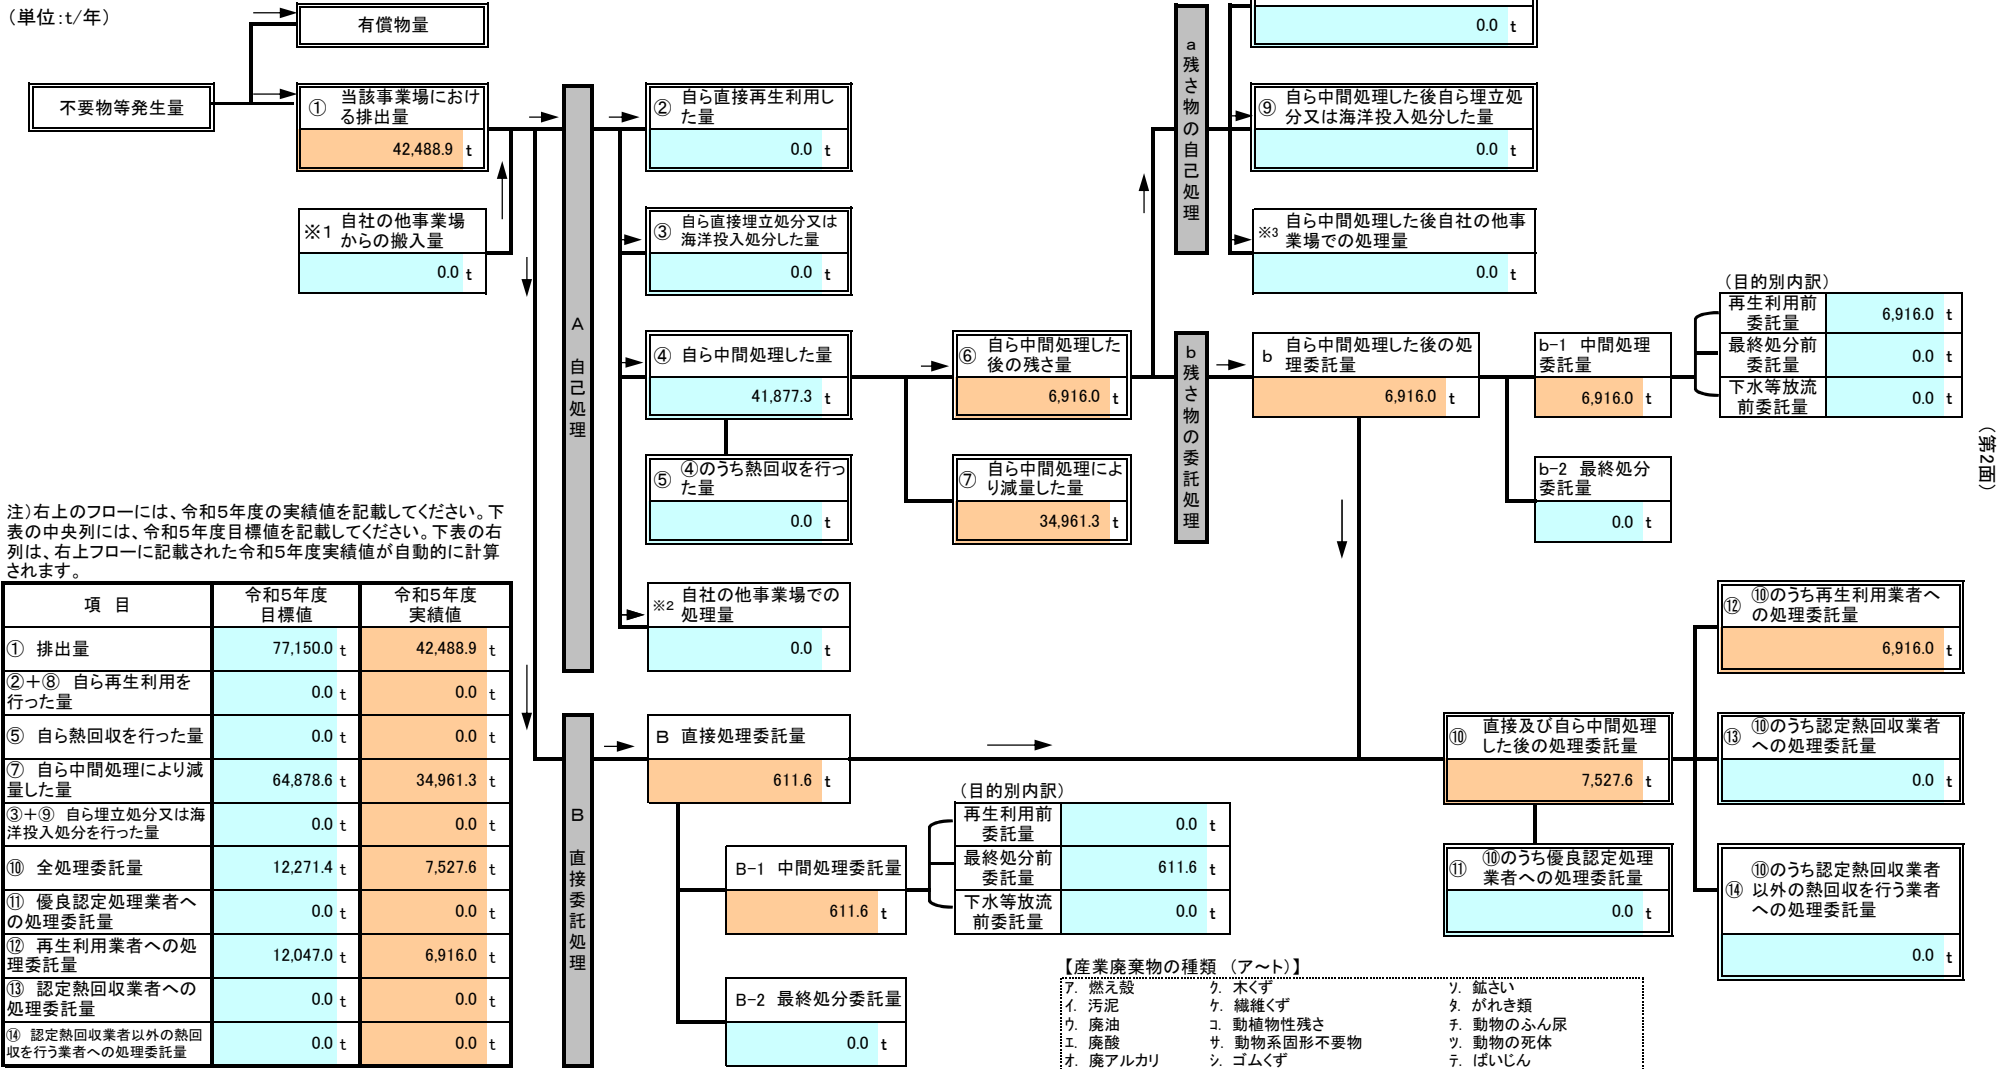 （単位：t/年）
有償物量
不要物等発生量
① 当該事業場におけ
る排出量
42,488.9 t
※1 自社の他事業場
からの搬入量
0.0 t
A 自己処理
② 自ら直接再生利用し
た量
0.0 t
③ 自ら直接埋立処分又は
海洋投入処分した量
0.0 t
④ 自ら中間処理した量
41,877.3 t
⑤ ④のうち熱回収を行っ
た量
0.0 t
※2 自社の他事業場での
処理量
0.0 t
⑥ 自ら中間処理した
後の残さ量
6,916.0 t
⑦ 自ら中間処理によ
り減量した量
34,961.3 t
a 残さ物の自己処理
0.0 t
⑨ 自ら中間処理した後自ら埋立処
分又は海洋投入処分した量
0.0 t
※3 自ら中間処理した後自社の他事
業場での処理量
0.0 t
b 残さ物の委託処理
b 自ら中間処理した後の処
理委託量
6,916.0 t
b-1 中間処理
委託量
6,916.0 t
b-2 最終処分
委託量
0.0 t
（目的別内訳）
再生利用前
委託量
6,916.0 t
最終処分前
委託量
0.0 t
下水等放流
前委託量
0.0 t
（第2面）
注）右上のフローには、令和5年度の実績値を記載してください。下
表の中央列には、令和5年度目標値を記載してください。下表の右
列は、右上フローに記載された令和5年度実績値が自動的に計算
されます。
項 目 令和5年度
目標値 令和5年度
実績値
① 排出量 77,150.0 t 42,488.9 t
②＋⑧ 自ら再生利用を
行った量 0.0 t 0.0 t
⑤ 自ら熱回収を行った量 0.0 t 0.0 t
⑦ 自ら中間処理により減
量した量 64,878.6 t 34,961.3 t
③＋⑨ 自ら埋立処分又は海
洋投入処分を行った量 0.0 t 0.0 t
⑩ 全処理委託量 12,271.4 t 7,527.6 t
⑪ 優良認定処理業者へ
の処理委託量 0.0 t 0.0 t
⑫ 再生利用業者への処
理委託量 12,047.0 t 6,916.0 t
⑬ 認定熱回収業者への
処理委託量 0.0 t 0.0 t
⑭ 認定熱回収業者以外の熱回
収を行う業者への処理委託量 0.0 t 0.0 t
B 直接委託処理
B 直接処理委託量
611.6 t
B-1 中間処理委託量
611.6 t
B-2 最終処分委託量
0.0 t
（目的別内訳）
再生利用前
委託量
0.0 t
最終処分前
委託量
611.6 t
下水等放流
前委託量
0.0 t
⑩ 直接及び自ら中間処理
した後の処理委託量
7,527.6 t
⑪ ⑩のうち優良認定処理
業者への処理委託量
0.0 t
⑫ ⑩のうち再生利用業者へ
の処理委託量
6,916.0 t
⑬ ⑩のうち認定熱回収業者
への処理委託量
0.0 t
⑭ ⑩のうち認定熱回収業者
以外の熱回収を行う業者
への処理委託量
0.0 t
【産業廃棄物の種類 （ア～ト）】
ア. 燃え殻 ク. 木くず ソ. 鉱さい
イ. 汚泥 ケ. 繊維くず タ. がれき類
ウ. 廃油 コ. 動植物性残さ チ. 動物のふん尿
エ. 廃酸 サ. 動物系固形不要物 ツ. 動物の死体
オ. 廃アルカリ シ. ゴムくず テ. ばいじん